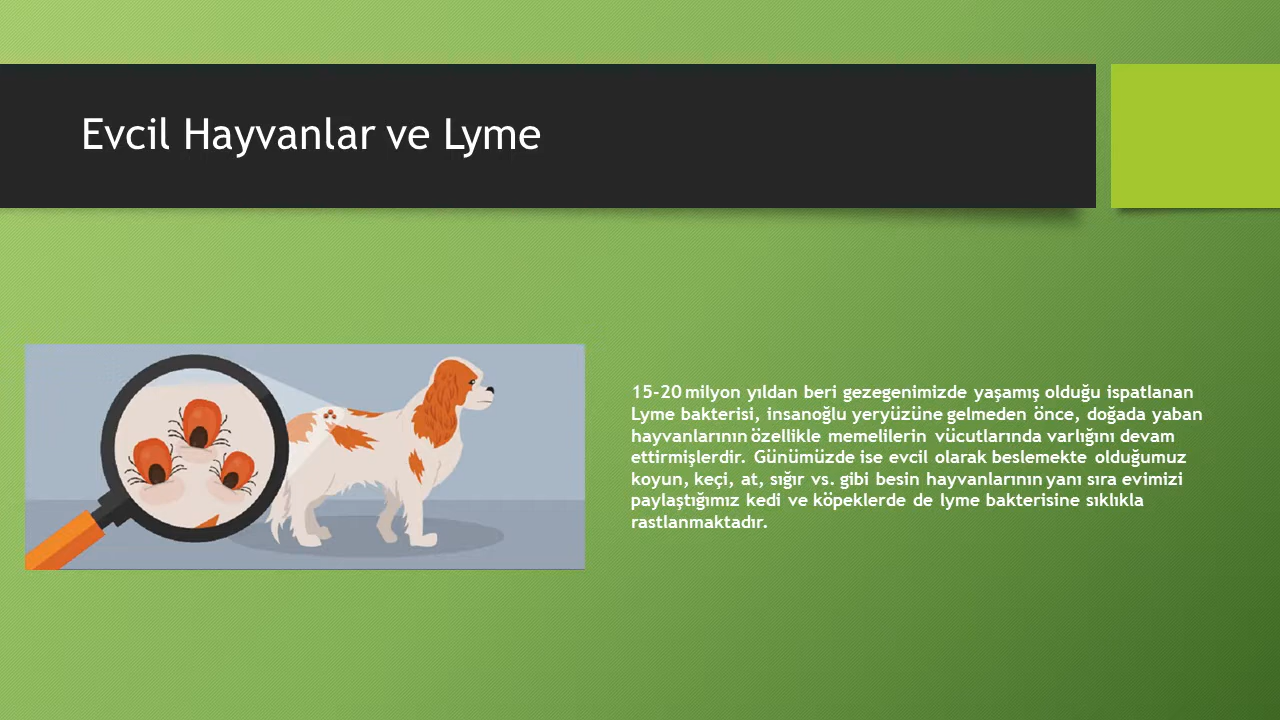 Evcil Hayvanlar ve Lyme
15-20 milyon yıldan beri gezegenimizde yaşamış olduğu ispatlanan
Lyme bakterisi, insanoğlu yeryüzüne gelmeden önce, doğada yaban
hayvanlarının özellikle memelilerin vücutlarında varlığını devam
ettirmişlerdir. Günümüzde ise evcil olarak beslemekte olduğumuz
koyun, keçi, at, sığır vs. gibi besin hayvanlarının yanı sıra evimizi
paylaştığımız kedi ve köpeklerde de lyme bakterisine sıklıkla
rastlanmaktadır.